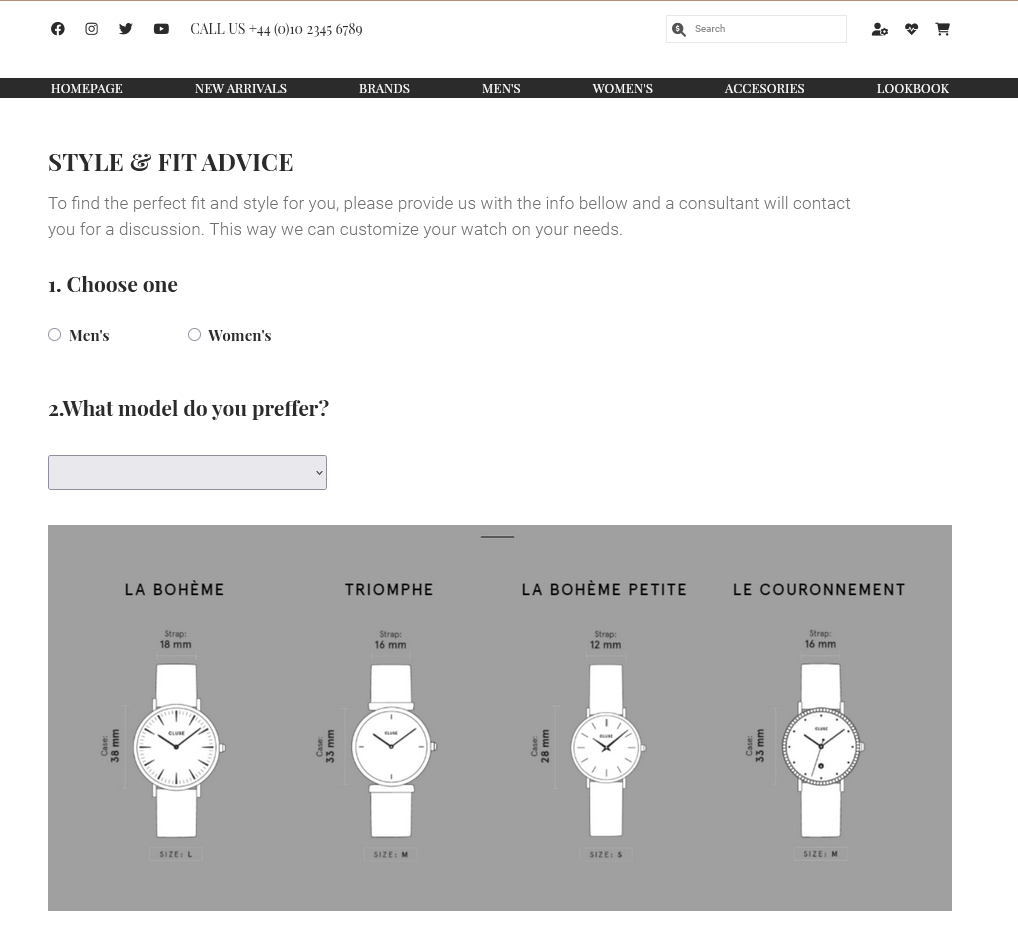 CALL US +44 (0)10 2345 6789
Search
HOMEPAGE NEW ARRIVALS BRANDS MEN'S WOMEN'S ACCESORIES LOOKBOOK
STYLE & FIT ADVICE
To find the perfect fit and style for you, please provide us with the info bellow and a consultant will contact
you for a discussion. This way we can customize your watch on your needs.
1. Choose one
Men's Women's
2.What model do you preffer?
LA BOHÈME TRIOMPHE LA BOHÈME PETITE LE COURONNEMENT
Strap: Strap: Strap: Strap:
18 mm 16 mm 12 mm 16 mm
CLUSE CLUSE CLUSE CLUSE
Case: 38 mm Case: 33 mm Case: 28 mm Case: 33 mm
SIZE: L SIZE: M SIZE: S SIZE: M